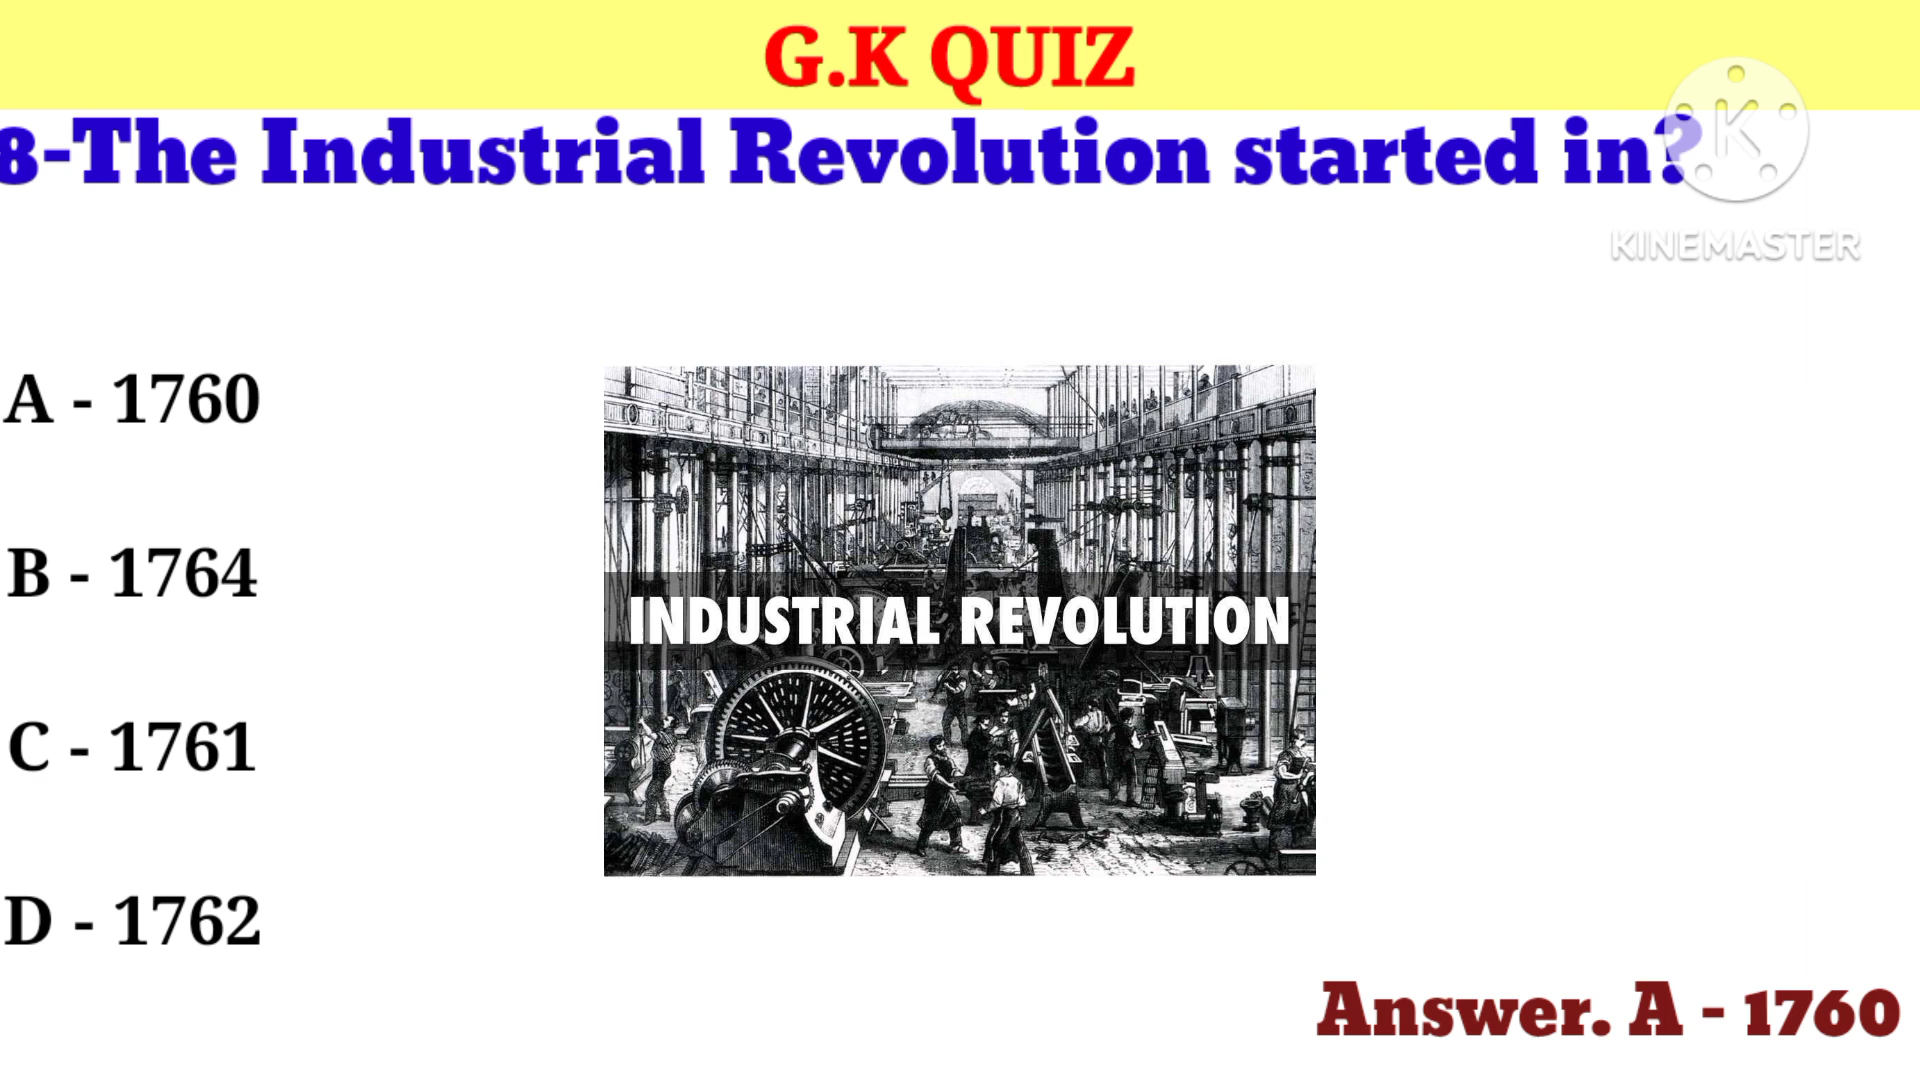 G.K QUIZ
8-The Industrial Revolution started in?
K
KINEMASTER
A - 1760
B - 1764
C - 1761
D - 1762
INDUSTRIAL REVOLUTION
Answer. A - 1760